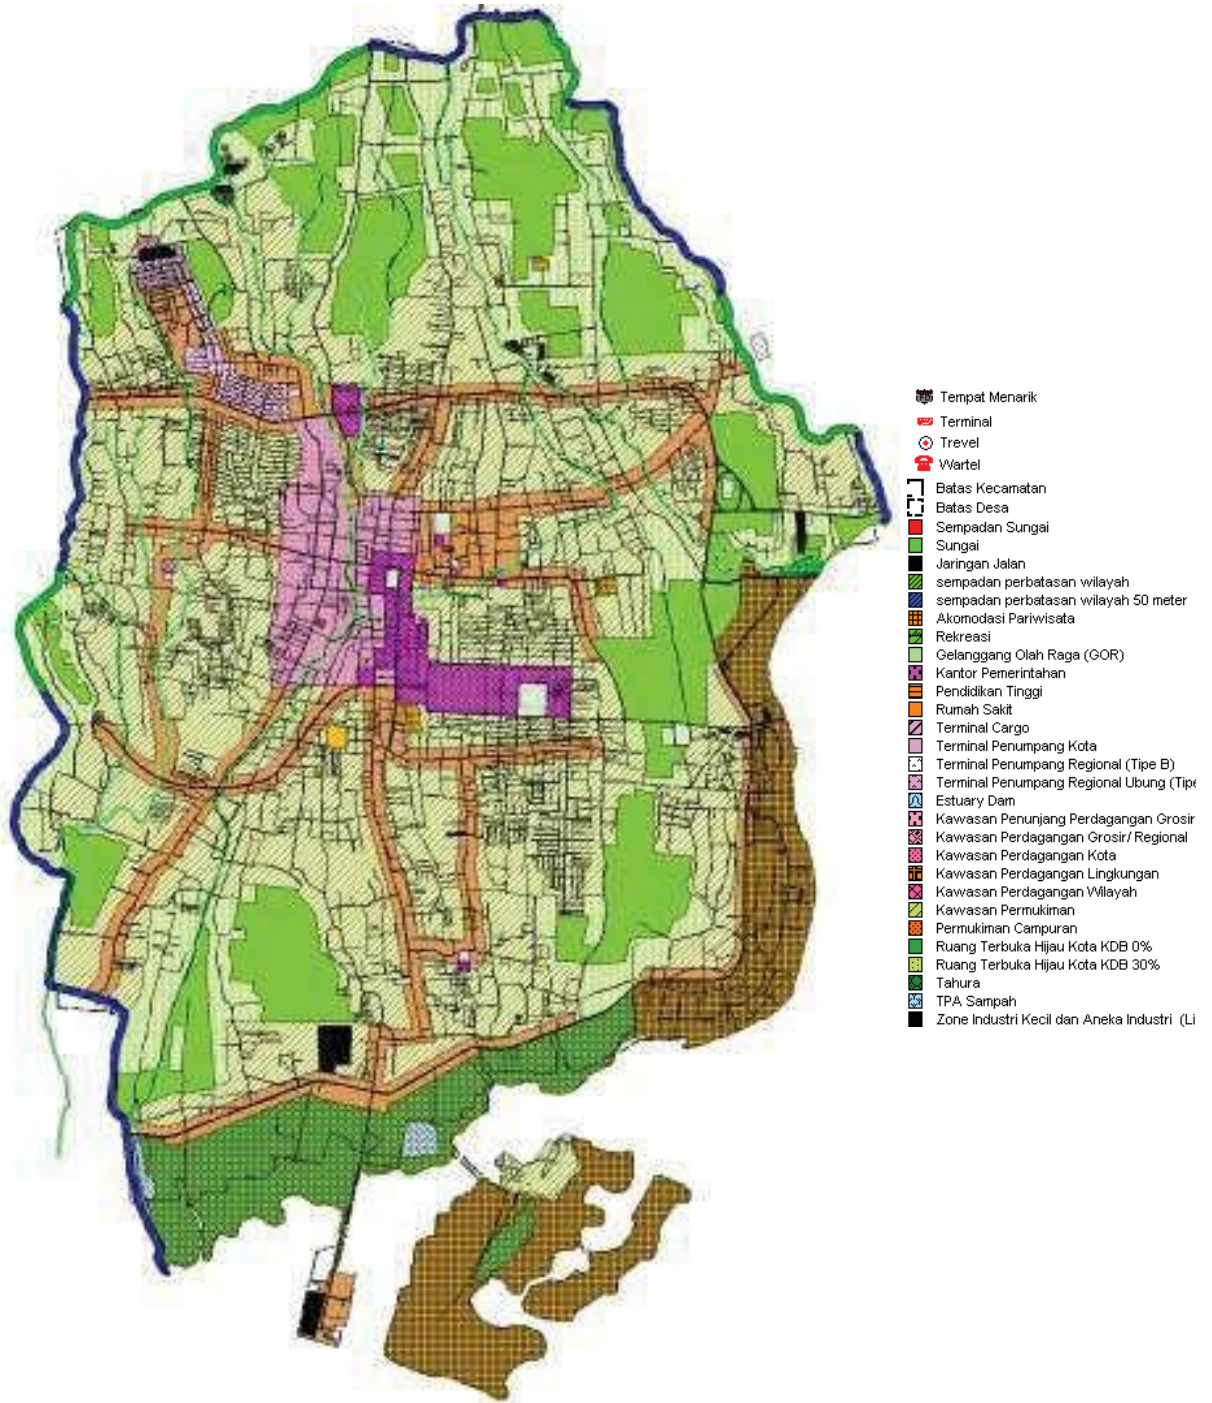 Tempat Menarik
Terminal
Trevel
Wartel
Batas Kecamatan
Batas Desa
Sempadan Sungai
Sungai
Jaringan Jalan
sempadan perbatasan wilayah
sempadan perbatasan wilayah 50 meter
Akomodasi Pariwisata
Rekreasi
Gelanggang Olah Raga (GOR)
Kantor Pemerintahan
Pendidikan Tinggi
Rumah Sakit
Terminal Cargo
Terminal Penumpang Kota
Terminal Penumpang Regional (Tipe B)
Terminal Penumpang Regional Ubung (Tipe
Estuary Dam
Kawasan Penunjang Perdagangan Grosir
Kawasan Perdagangan Grosir/ Regional
Kawasan Perdagangan Kota
Kawasan Perdagangan Lingkungan
Kawasan Perdagangan Wilayah
Kawasan Permukiman
Permukiman Campuran
Ruang Terbuka Hijau Kota KDB 0%
Ruang Terbuka Hijau Kota KDB 30%
Tahura
TPA Sampah
Zone Industri Kecil dan Aneka Industri (Li